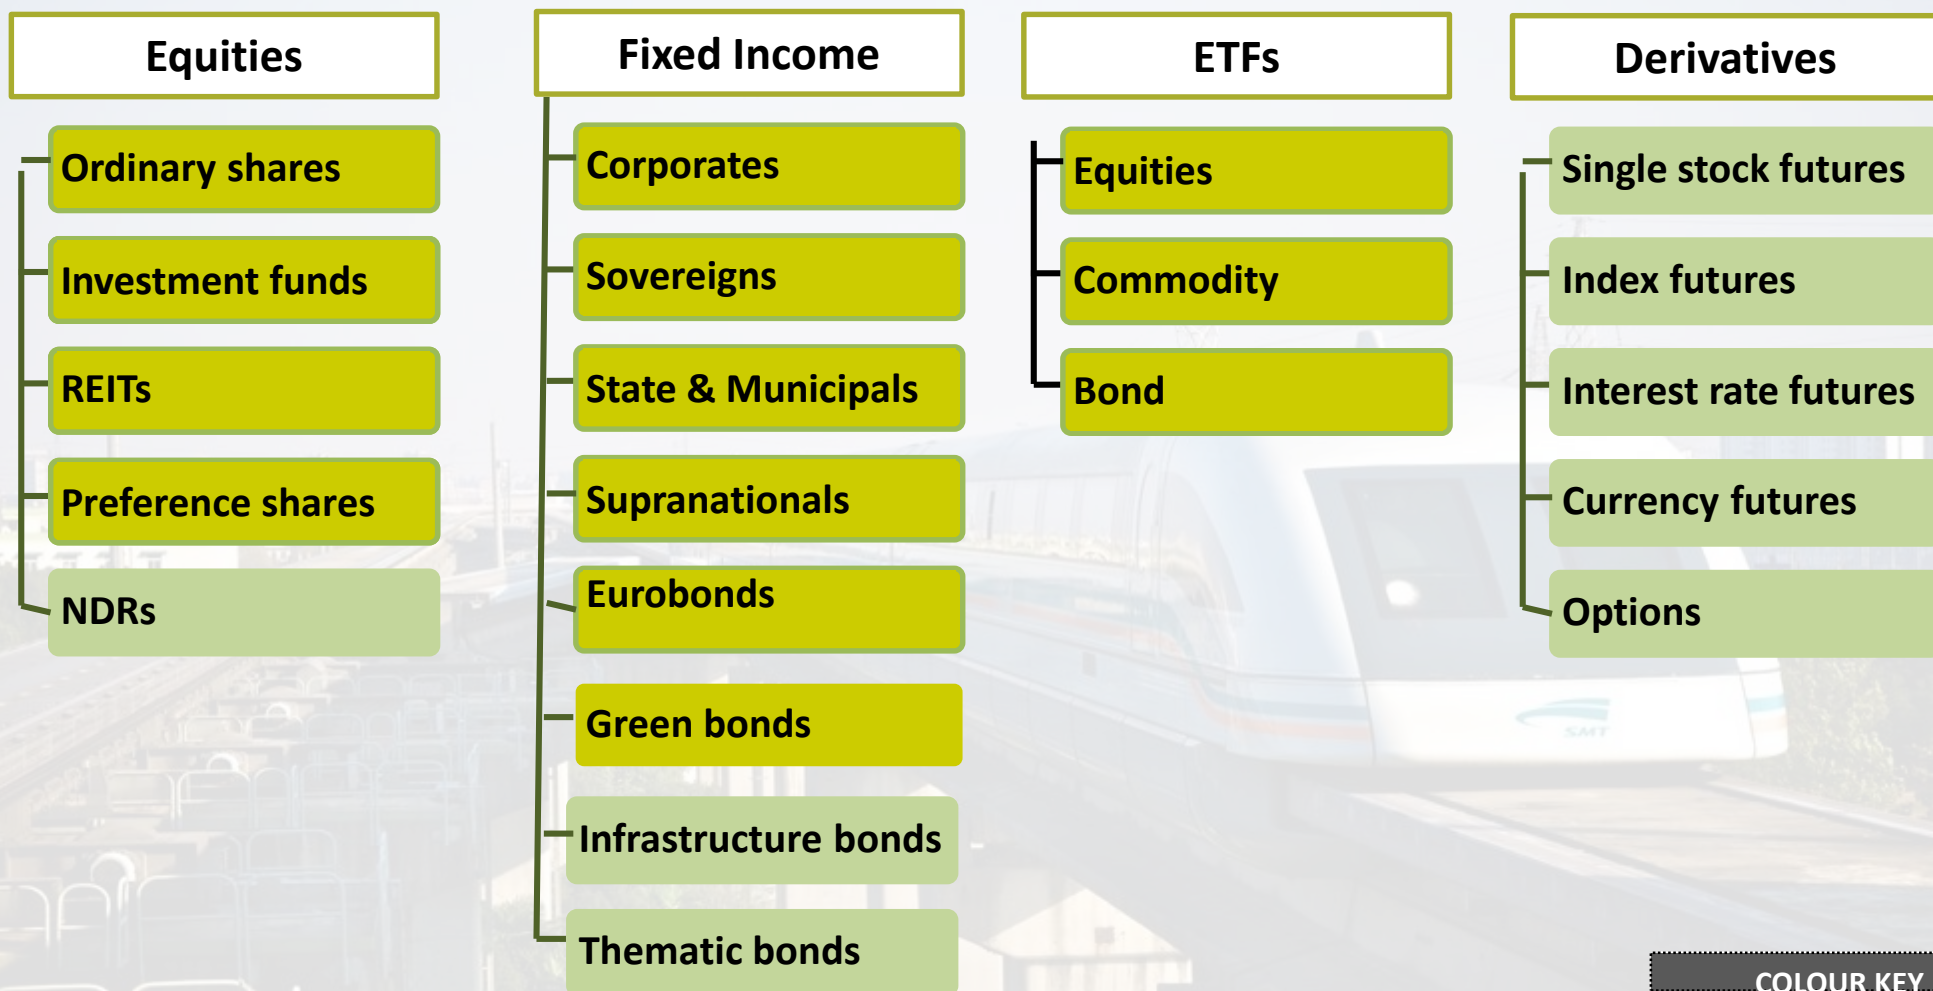 Equities
Ordinary shares
Investment funds
REITs
Preference shares
NDRs
Fixed Income
Corporates
Sovereigns
State & Municipals
Supranationals
Eurobonds
Green bonds
Infrastructure bonds
Thematic bonds
ETFs
Equities
Commodity
Bond
Derivatives
Single stock futures
Index futures
Interest rate futures
Currency futures
Options
SMT
COLOUR KEY